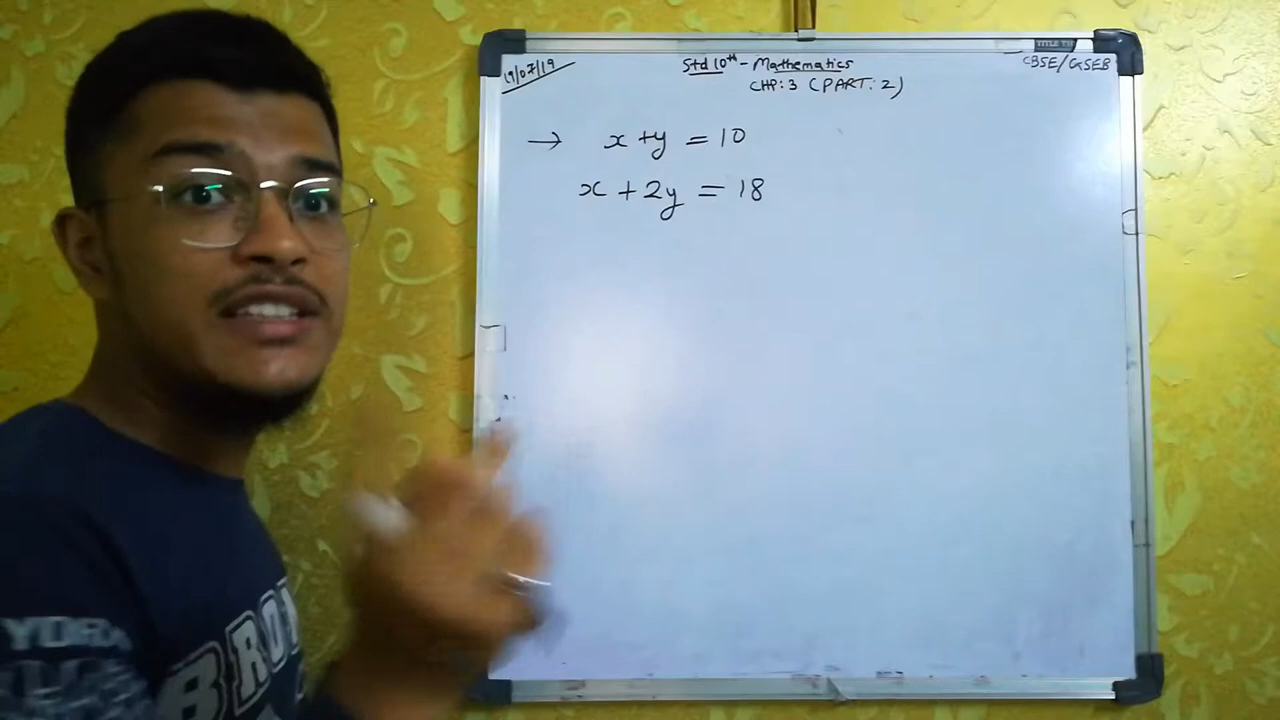 19/07/19
Std 10th - Mathematics
CBSE/GSEB
CHP: 3 (PART: 2)
→ x + y = 10
x + 2y = 18